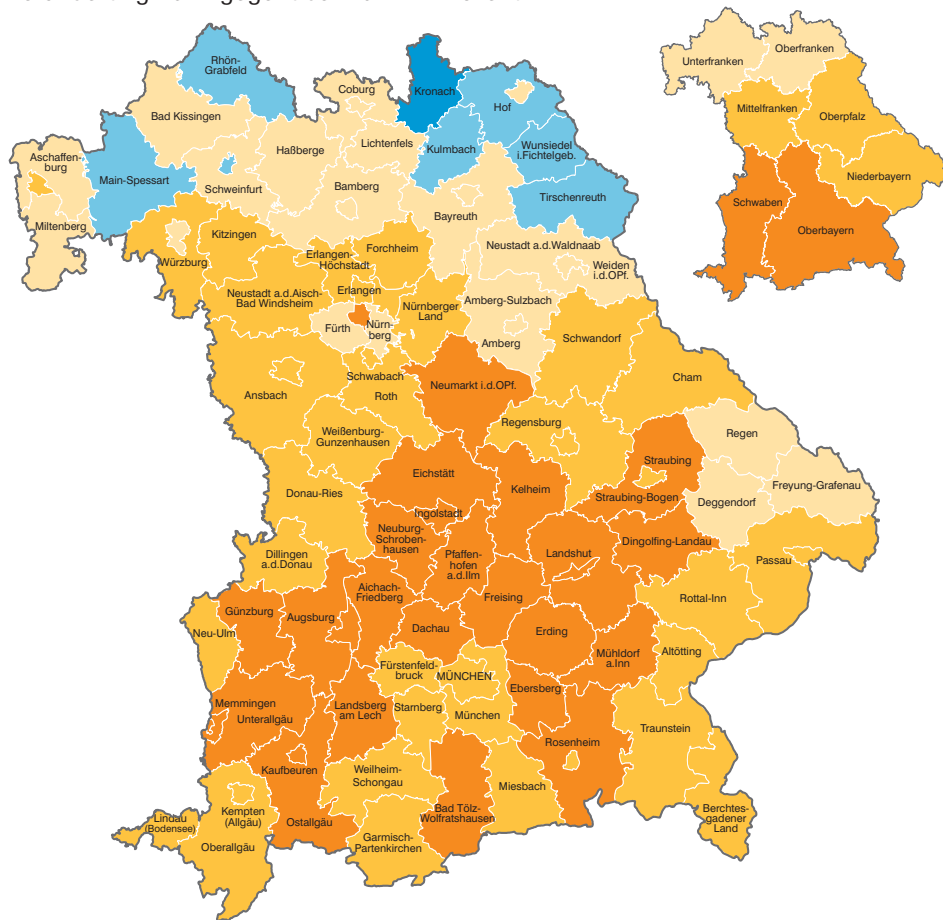 Rhön-
Grabfeld
Coburg
Kronach
Hof
Bad Kissingen
Lichtenfels
Kulmbach
Wunsiedel
i.Fichtelgeb.
Haßberge
Aschaffen-
burg
Main-Spessart
Schweinfurt
Bamberg
Tirschenreuth
Bayreuth
Miltenberg
Kitzingen
Würzburg
Erlangen-
Höchstadt
Forchheim
Neustadt a.d.Waldnaab
Weiden
i.d.OPf.
Neustadt a.d.Aisch-
Bad Windsheim
Erlangen
Nürnberger
Land
Amberg-Sulzbach
Fürth
Nürn-
berg
Amberg
Schwandorf
Ansbach
Schwabach
Roth
Neumarkt i.d.OPf.
Cham
Weißenburg-
Gunzenhausen
Regensburg
Regen
Straubing
Freyung-Grafenau
Eichstätt
Kelheim
Straubing-Bogen
Deggendorf
Donau-Ries
Ingolstadt
Neuburg-
Schroben-
hausen
Pfaffen-
hofen
a.d.Ilm
Landshut
Dingolfing-Landau
Passau
Dillingen
a.d.Donau
Aichach-
Friedberg
Freising
Rottal-Inn
Günzburg
Augsburg
Dachau
Erding
Mühldorf
a.Inn
Altötting
Neu-Ulm
Fürstenfeld-
bruck
MÜNCHEN
Ebersberg
Memmingen
Unterallgäu
Landsberg
am Lech
Starnberg
München
Traunstein
Rosenheim
Kaufbeuren
Weilheim-
Schongau
Miesbach
Lindau
(Bodensee)
Kempten
(Allgäu)
Oberallgäu
Ostallgäu
Garmisch-
Partenkirchen
Bad Tölz-
Wolfratshausen
Berchtes-
gadener
Land
Unterfranken
Oberfranken
Mittelfranken
Oberpfalz
Niederbayern
Schwaben
Oberbayern